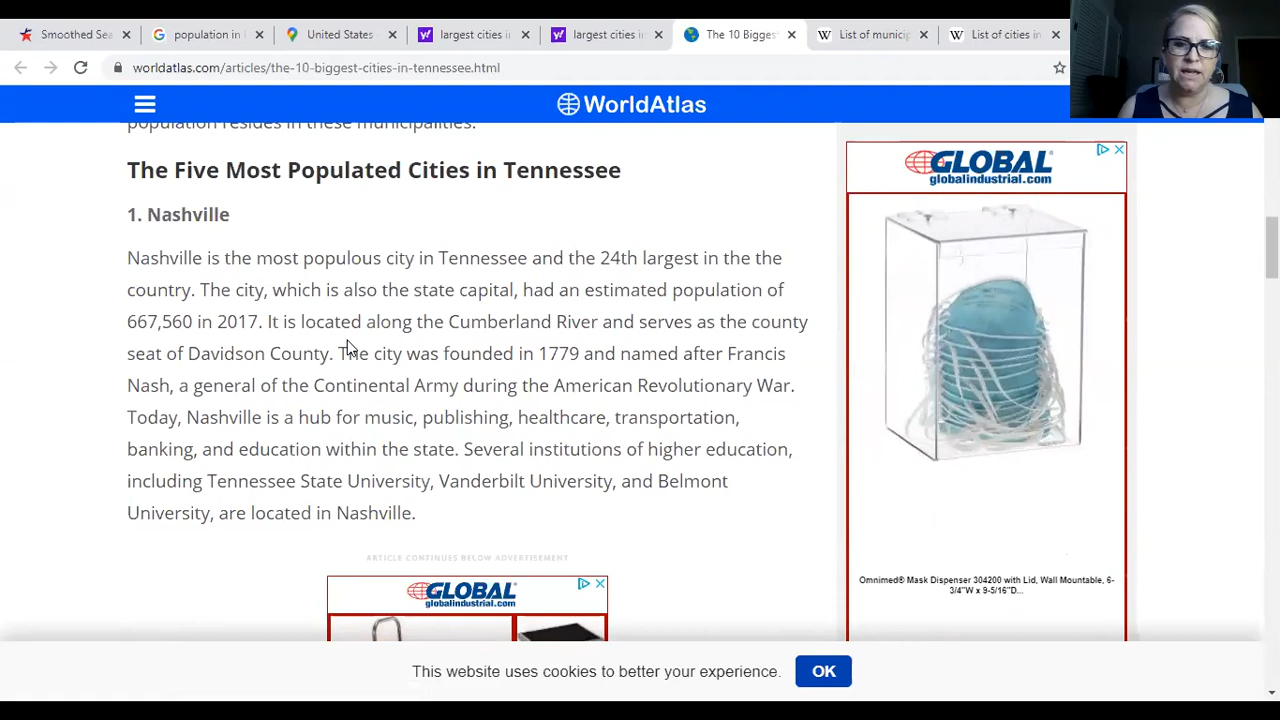 Smoothed Sea
population in
United States
largest cities i
largest cities i
The 10 Bigges
List of municip
List of cities in
worldatlas.com/articles/the-10-biggest-cities-in-tennessee.html
WorldAtlas
population resides in these municipalities.
The Five Most Populated Cities in Tennessee
1. Nashville
Nashville is the most populous city in Tennessee and the 24th largest in the the
country. The city, which is also the state capital, had an estimated population of
667,560 in 2017. It is located along the Cumberland River and serves as the county
seat of Davidson County. The city was founded in 1779 and named after Francis
Nash, a general of the Continental Army during the American Revolutionary War.
Today, Nashville is a hub for music, publishing, healthcare, transportation,
banking, and education within the state. Several institutions of higher education,
including Tennessee State University, Vanderbilt University, and Belmont
University, are located in Nashville.
ARTICLE CONTINUES BELOW ADVERTISEMENT
GLOBAL
globalindustrial.com
GLOBAL
globalindustrial.com
Omnimed® Mask Dispenser 304200 with Lid, Wall Mountable, 6-
3/4"W x 9-5/16"D...
This website uses cookies to better your experience.
OK